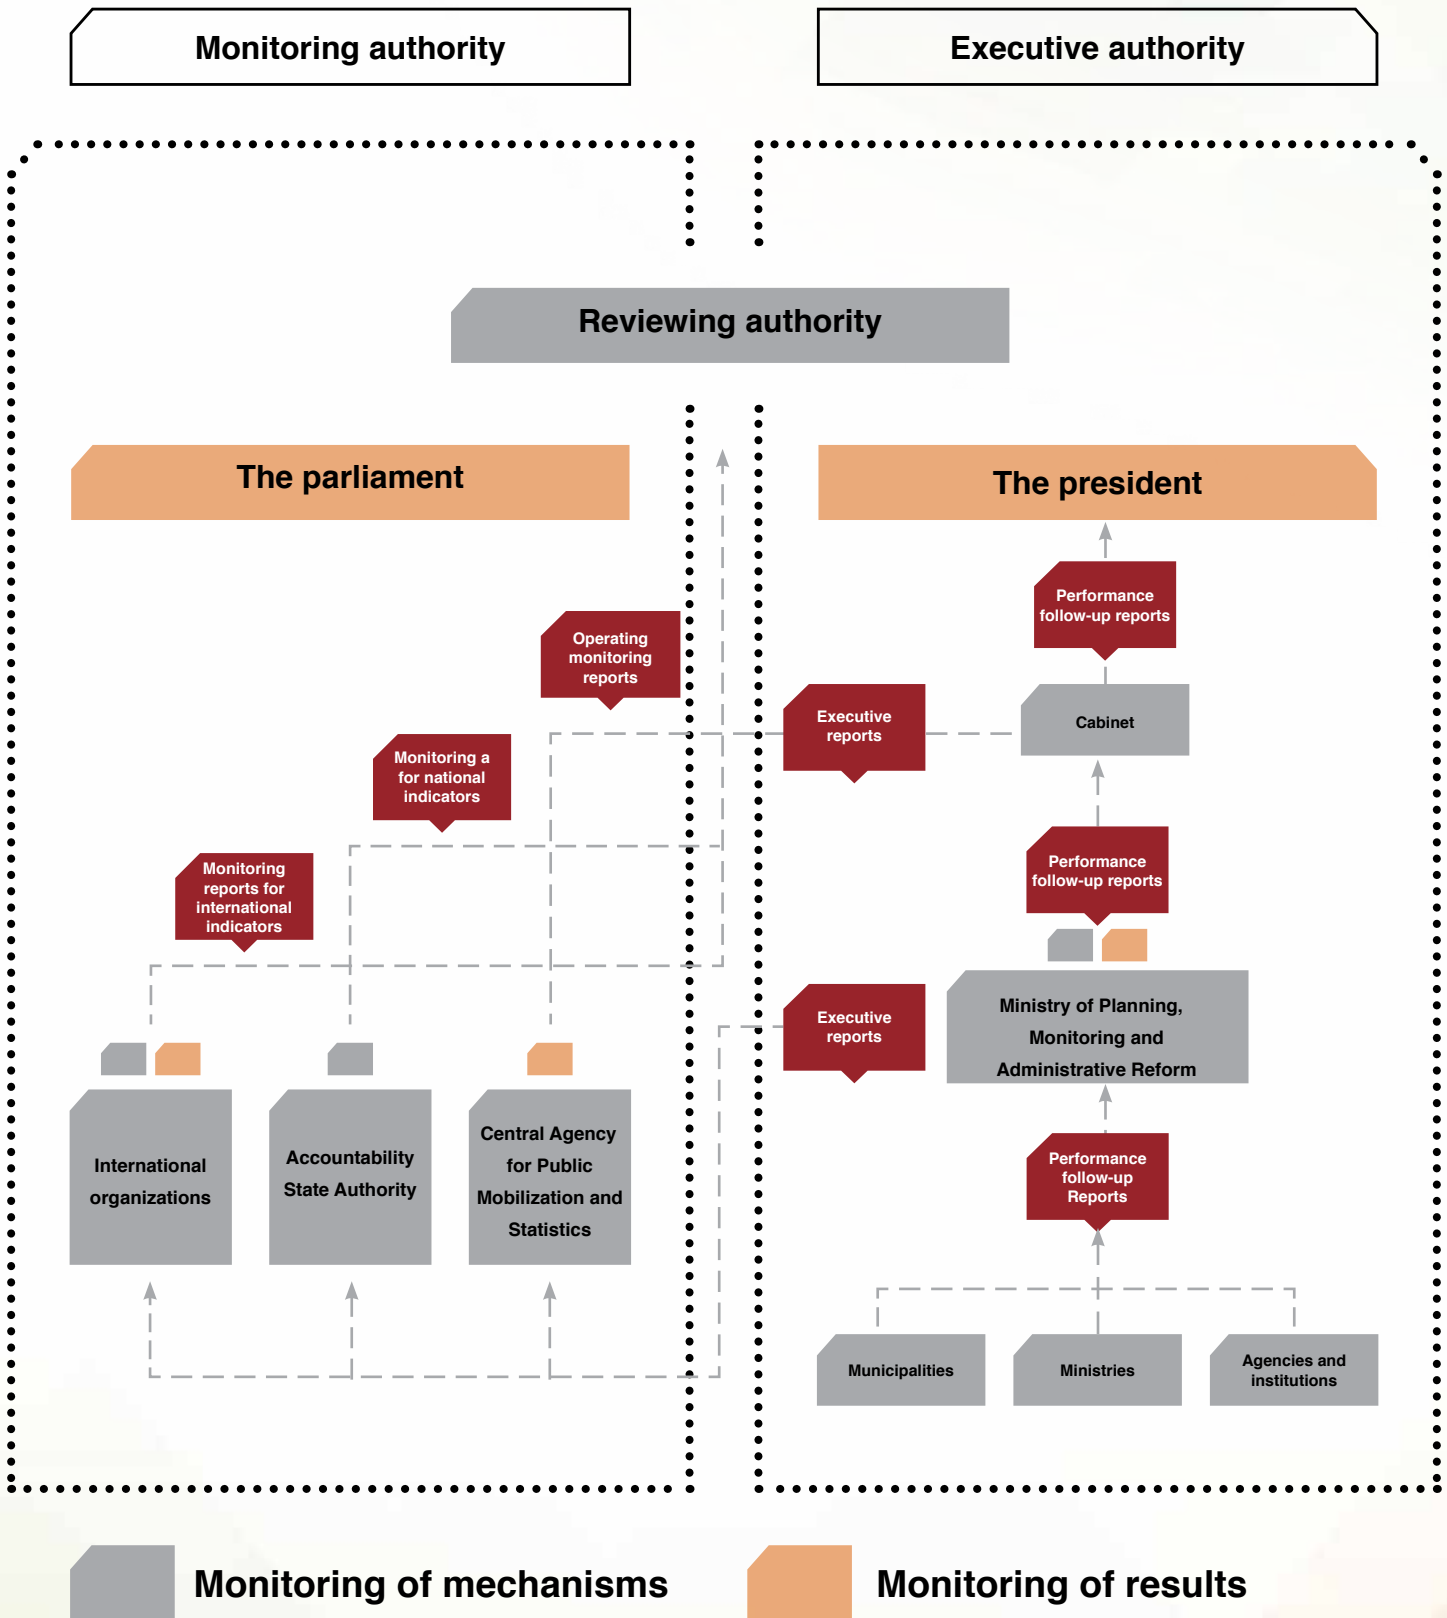 Monitoring authority
Executive authority
Reviewing authority
The parliament
The president
Performance
follow-up reports
Operating
monitoring
reports
Executive
reports
Cabinet
Monitoring a
for national
indicators
Performance
follow-up reports
Monitoring
reports for
international
indicators
Executive
reports
Ministry of Planning,
Monitoring and
Administrative Reform
International
organizations
Accountability
State Authority
Central Agency
for Public
Mobilization and
Statistics
Performance
follow-up
Reports
Municipalities
Ministries
Agencies and
institutions
Monitoring of mechanisms
Monitoring of results